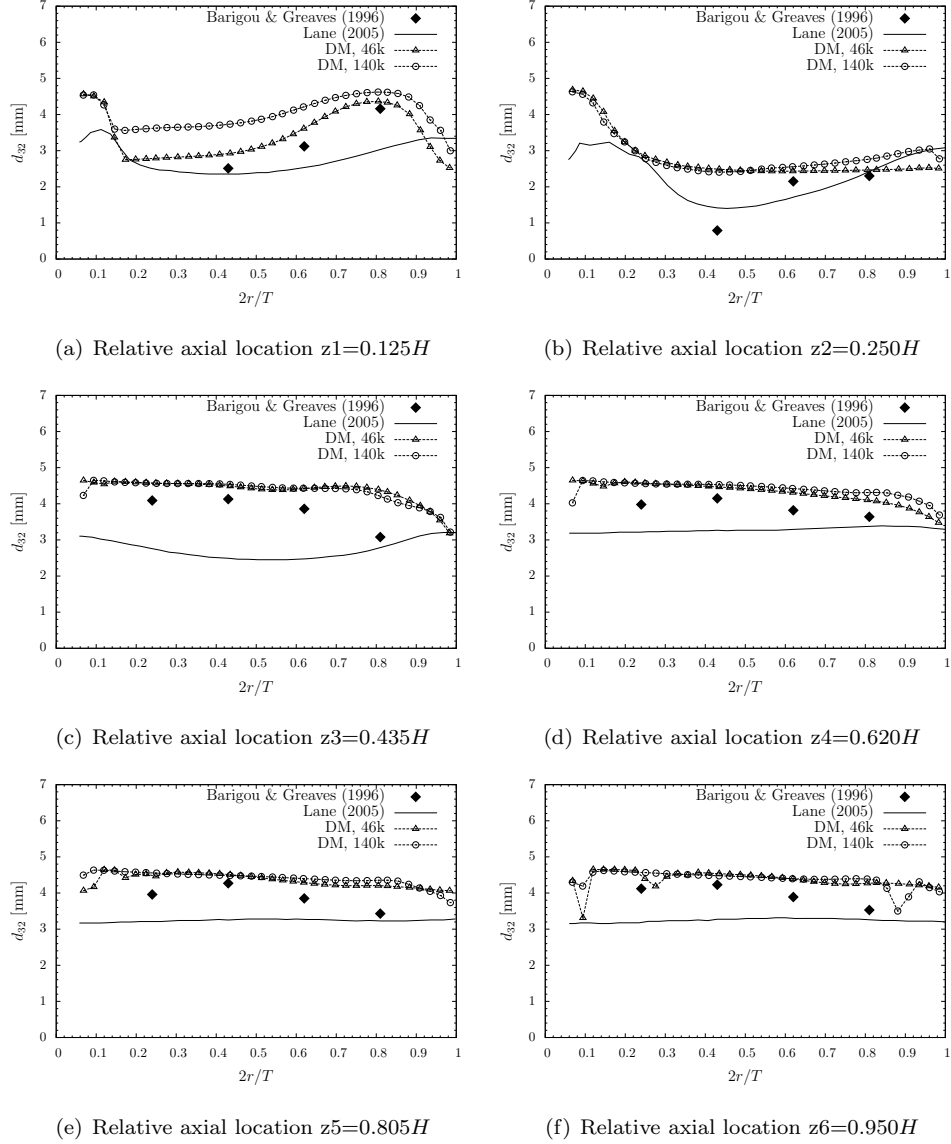 7
6
5
4
3
2
1
0
d32 [mm]
0 0.1 0.2 0.3 0.4 0.5 0.6 0.7 0.8 0.9 1
2r/T
Barigou & Greaves (1996)
Lane (2005)
DM, 46k
DM, 140k
(a) Relative axial location z1=0.125H
7
6
5
4
3
2
1
0
d32 [mm]
0 0.1 0.2 0.3 0.4 0.5 0.6 0.7 0.8 0.9 1
2r/T
Barigou & Greaves (1996)
Lane (2005)
DM, 46k
DM, 140k
(b) Relative axial location z2=0.250H
7
6
5
4
3
2
1
0
d32 [mm]
0 0.1 0.2 0.3 0.4 0.5 0.6 0.7 0.8 0.9 1
2r/T
Barigou & Greaves (1996)
Lane (2005)
DM, 46k
DM, 140k
(c) Relative axial location z3=0.435H
7
6
5
4
3
2
1
0
d32 [mm]
0 0.1 0.2 0.3 0.4 0.5 0.6 0.7 0.8 0.9 1
2r/T
Barigou & Greaves (1996)
Lane (2005)
DM, 46k
DM, 140k
(d) Relative axial location z4=0.620H
7
6
5
4
3
2
1
0
d32 [mm]
0 0.1 0.2 0.3 0.4 0.5 0.6 0.7 0.8 0.9 1
2r/T
Barigou & Greaves (1996)
Lane (2005)
DM, 46k
DM, 140k
(e) Relative axial location z5=0.805H
7
6
5
4
3
2
1
0
d32 [mm]
0 0.1 0.2 0.3 0.4 0.5 0.6 0.7 0.8 0.9 1
2r/T
Barigou & Greaves (1996)
Lane (2005)
DM, 46k
DM, 140k
(f) Relative axial location z6=0.950H